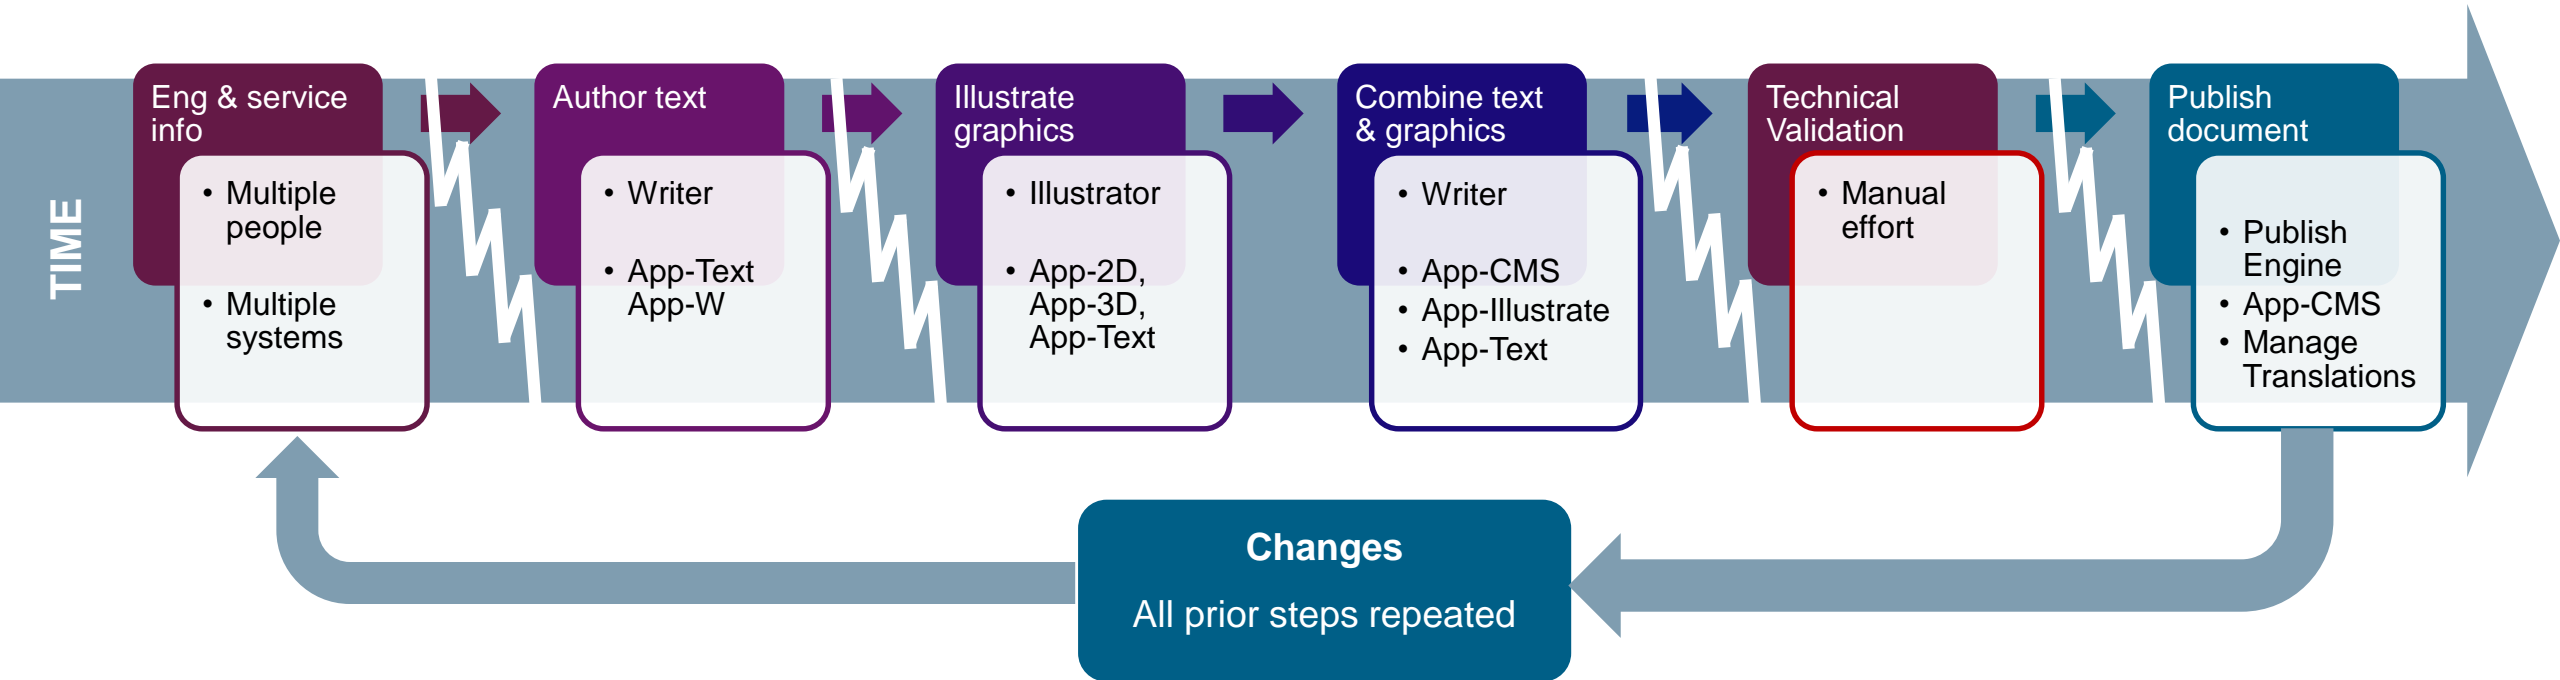 TIME
Eng & service
info
• Multiple
people
• Multiple
systems
Author text
• Writer
• App-Text
App-W
Illustrate
graphics
• Illustrator
• App-2D,
App-3D,
App-Text
Combine text
& graphics
• Writer
• App-CMS
• App-Illustrate
• App-Text
Technical
Validation
• Manual
effort
Publish
document
• Publish
Engine
• App-CMS
• Manage
Translations
Changes
All prior steps repeated